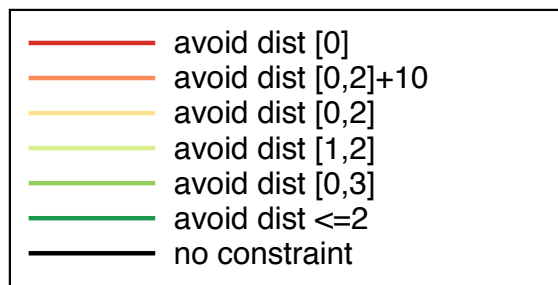 avoid dist [0]
avoid dist [0,2]+10
avoid dist [0,2]
avoid dist [1,2]
avoid dist [0,3]
avoid dist <=2
no constraint